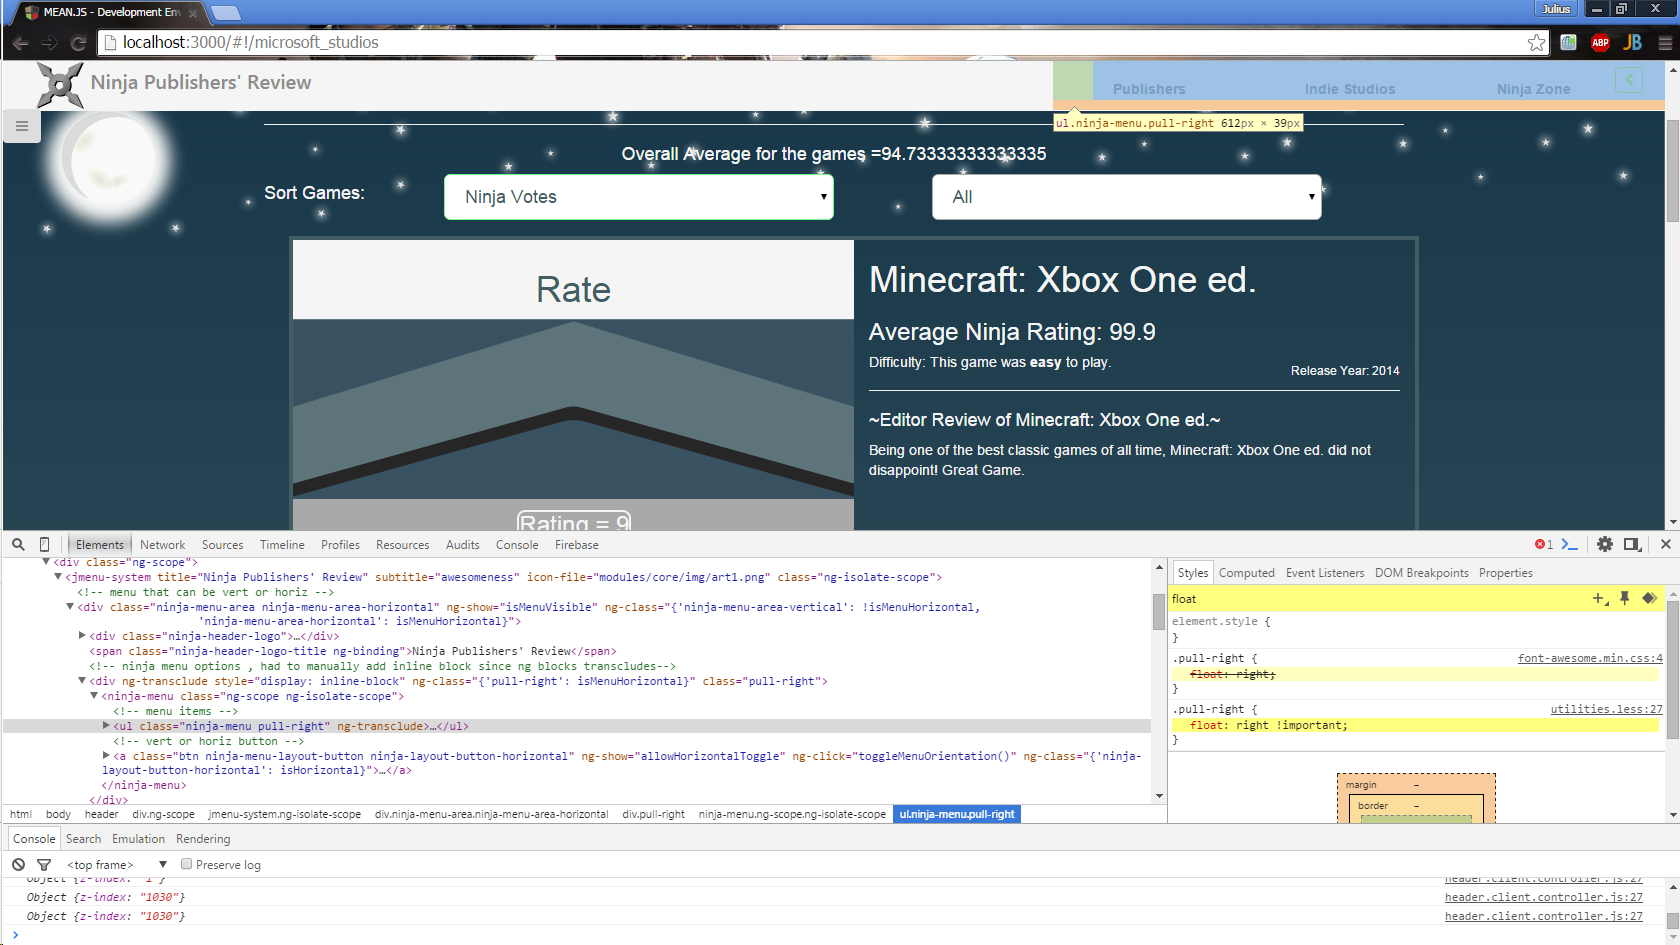 MEAN.JS - Development Env
Julius
localhost:3000/#!/microsoft_studios
ABP
JB
Ninja Publishers' Review
Publishers
Indie Studios
Ninja Zone
ul.ninja-menu.pull-right 612px × 39px
Overall Average for the games =94.73333333333335
Sort Games:
Ninja Votes
All
Rate
Rating = 9
Minecraft: Xbox One ed.
Average Ninja Rating: 99.9
Difficulty: This game was easy to play.
Release Year: 2014
~Editor Review of Minecraft: Xbox One ed.~
Being one of the best classic games of all time, Minecraft: Xbox One ed. did not
disappoint! Great Game.
Elements Network Sources Timeline Profiles Resources Audits Console Firebase
1
<div class="ng-scope">
<jmenu-system title="Ninja Publishers' Review" subtitle="awesomeness" icon-file="modules/core/img/art1.png" class="ng-isolate-scope">
<!-- menu that can be vert or horiz -->
<div class="ninja-menu-area ninja-menu-area-horizontal" ng-show="isMenuVisible" ng-class="{'ninja-menu-area-vertical': !isMenuHorizontal,
'ninja-menu-area-horizontal': isMenuHorizontal}">
<div class="ninja-header-logo">…</div>
<span class="ninja-header-logo-title ng-binding">Ninja Publishers' Review</span>
<!-- ninja menu options , had to manually add inline block since ng blocks transcludes-->
<div ng-transclude style="display: inline-block" ng-class="{'pull-right': isMenuHorizontal}" class="pull-right">
<ninja-menu class="ng-scope ng-isolate-scope">
<!-- menu items -->
<ul class="ninja-menu pull-right" ng-transclude>…</ul>
<!-- vert or horiz button -->
<a class="btn ninja-menu-layout-button ninja-layout-button-horizontal" ng-show="allowHorizontalToggle" ng-click="toggleMenuOrientation()" ng-class="{'ninja-
layout-button-horizontal': isHorizontal}">…</a>
</ninja-menu>
</div>
html body header div.ng-scope jmenu-system.ng-isolate-scope div.ninja-menu-area.ninja-menu-area-horizontal div.pull-right ninja-menu.ng-scope.ng-isolate-scope ul.ninja-menu.pull-right
Styles Computed Event Listeners DOM Breakpoints Properties
float
element.style {
}
.pull-right { font-awesome.min.css:4
float: right;
}
.pull-right { utilities.less:27
float: right !important;
}
margin -
border -
Console Search Emulation Rendering
<top frame> Preserve log
Object {z-index: "1"} header.client.controller.js:27
Object {z-index: "1030"} header.client.controller.js:27
Object {z-index: "1030"} header.client.controller.js:27